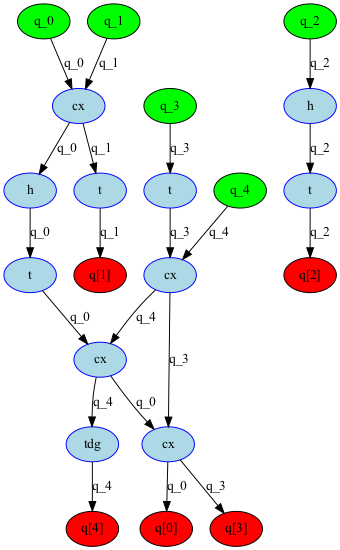 q_0 q_1 q_2
q_0 q_1 q_2
cx q_3 h
q_0 q_1 q_3 q_2
h t t q_4 t
q_0 q_1 q_3 q_4 q_2
t q[1] cx q[2]
q_0 q_4
cx q_3
q_4 q_0
tdg cx
q_4 q_0 q_3
q[4] q[0] q[3]